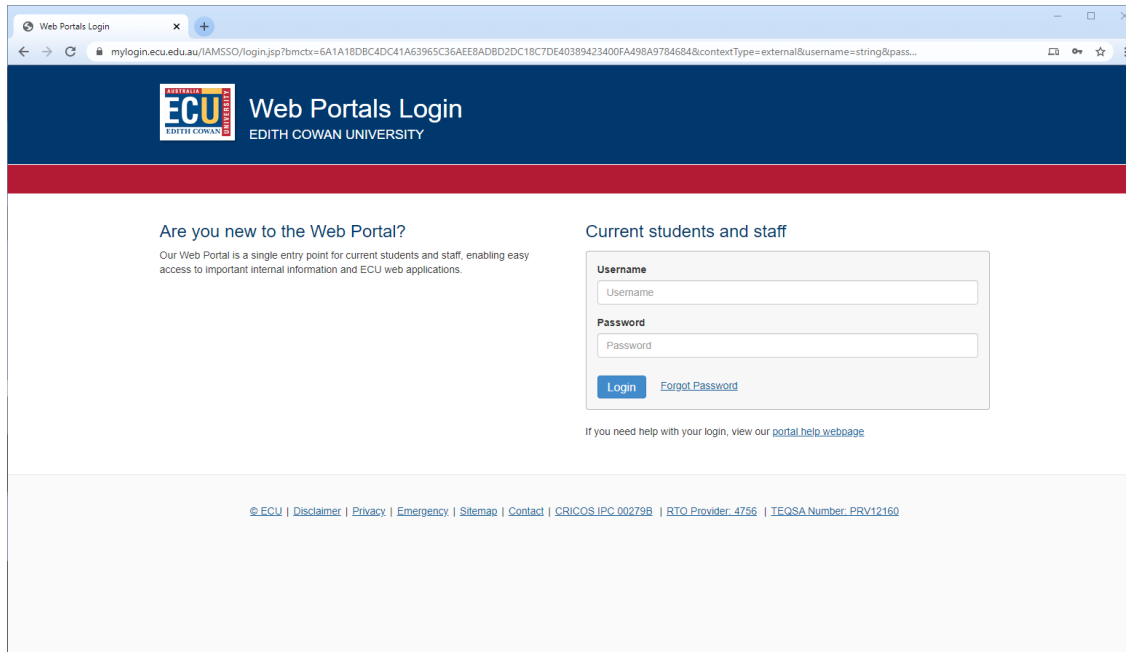 Web Portals Login
mylogin.ecu.edu.au/IAMSSO/login.jsp?bmctx=6A1A18DBC4DC41A63965C36AEE8ADBD2DC18C7DE40389423400FA498A9784684&contextType=external&username=string&pass...
AUSTRALIA
ECU
EDITH COWAN
UNIVERSITY
Web Portals Login
EDITH COWAN UNIVERSITY
Are you new to the Web Portal?
Our Web Portal is a single entry point for current students and staff, enabling easy
access to important internal information and ECU web applications.
Current students and staff
Username
Username
Password
Password
Login Forgot Password
If you need help with your login, view our portal help webpage
© ECU | Disclaimer | Privacy | Emergency | Sitemap | Contact | CRICOS IPC 00279B | RTO Provider: 4756 | TEQSA Number: PRV12160